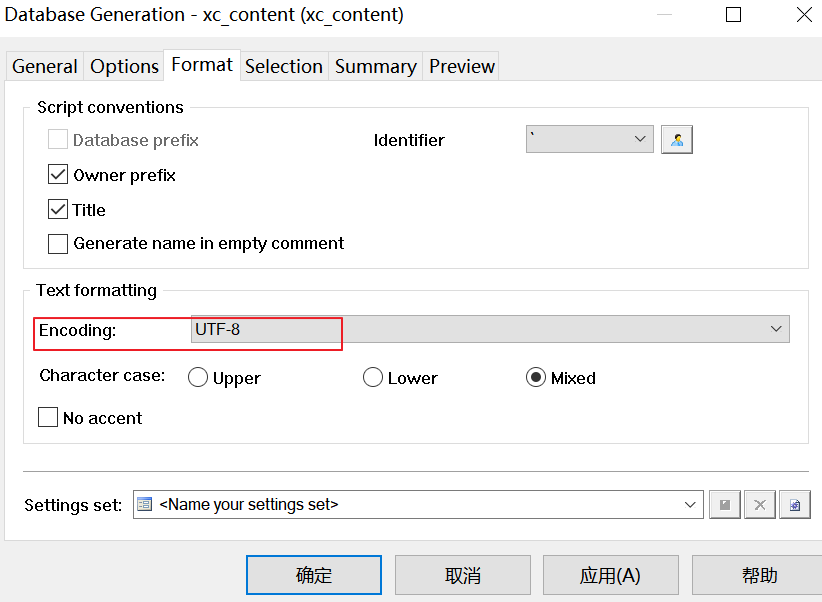 Database Generation - xc_content (xc_content)
General Options Format Selection Summary Preview
Script conventions
Database prefix Identifier `
Owner prefix
Title
Generate name in empty comment
Text formatting
Encoding: UTF-8
Character case: Upper Lower Mixed
No accent
Settings set: <Name your settings set>
确定 取消 应用(A) 帮助